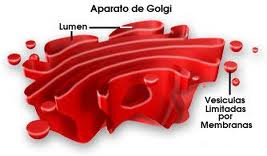 Aparato de Golgi
Lumen
Vesiculas
Limitadas
por
Membranas